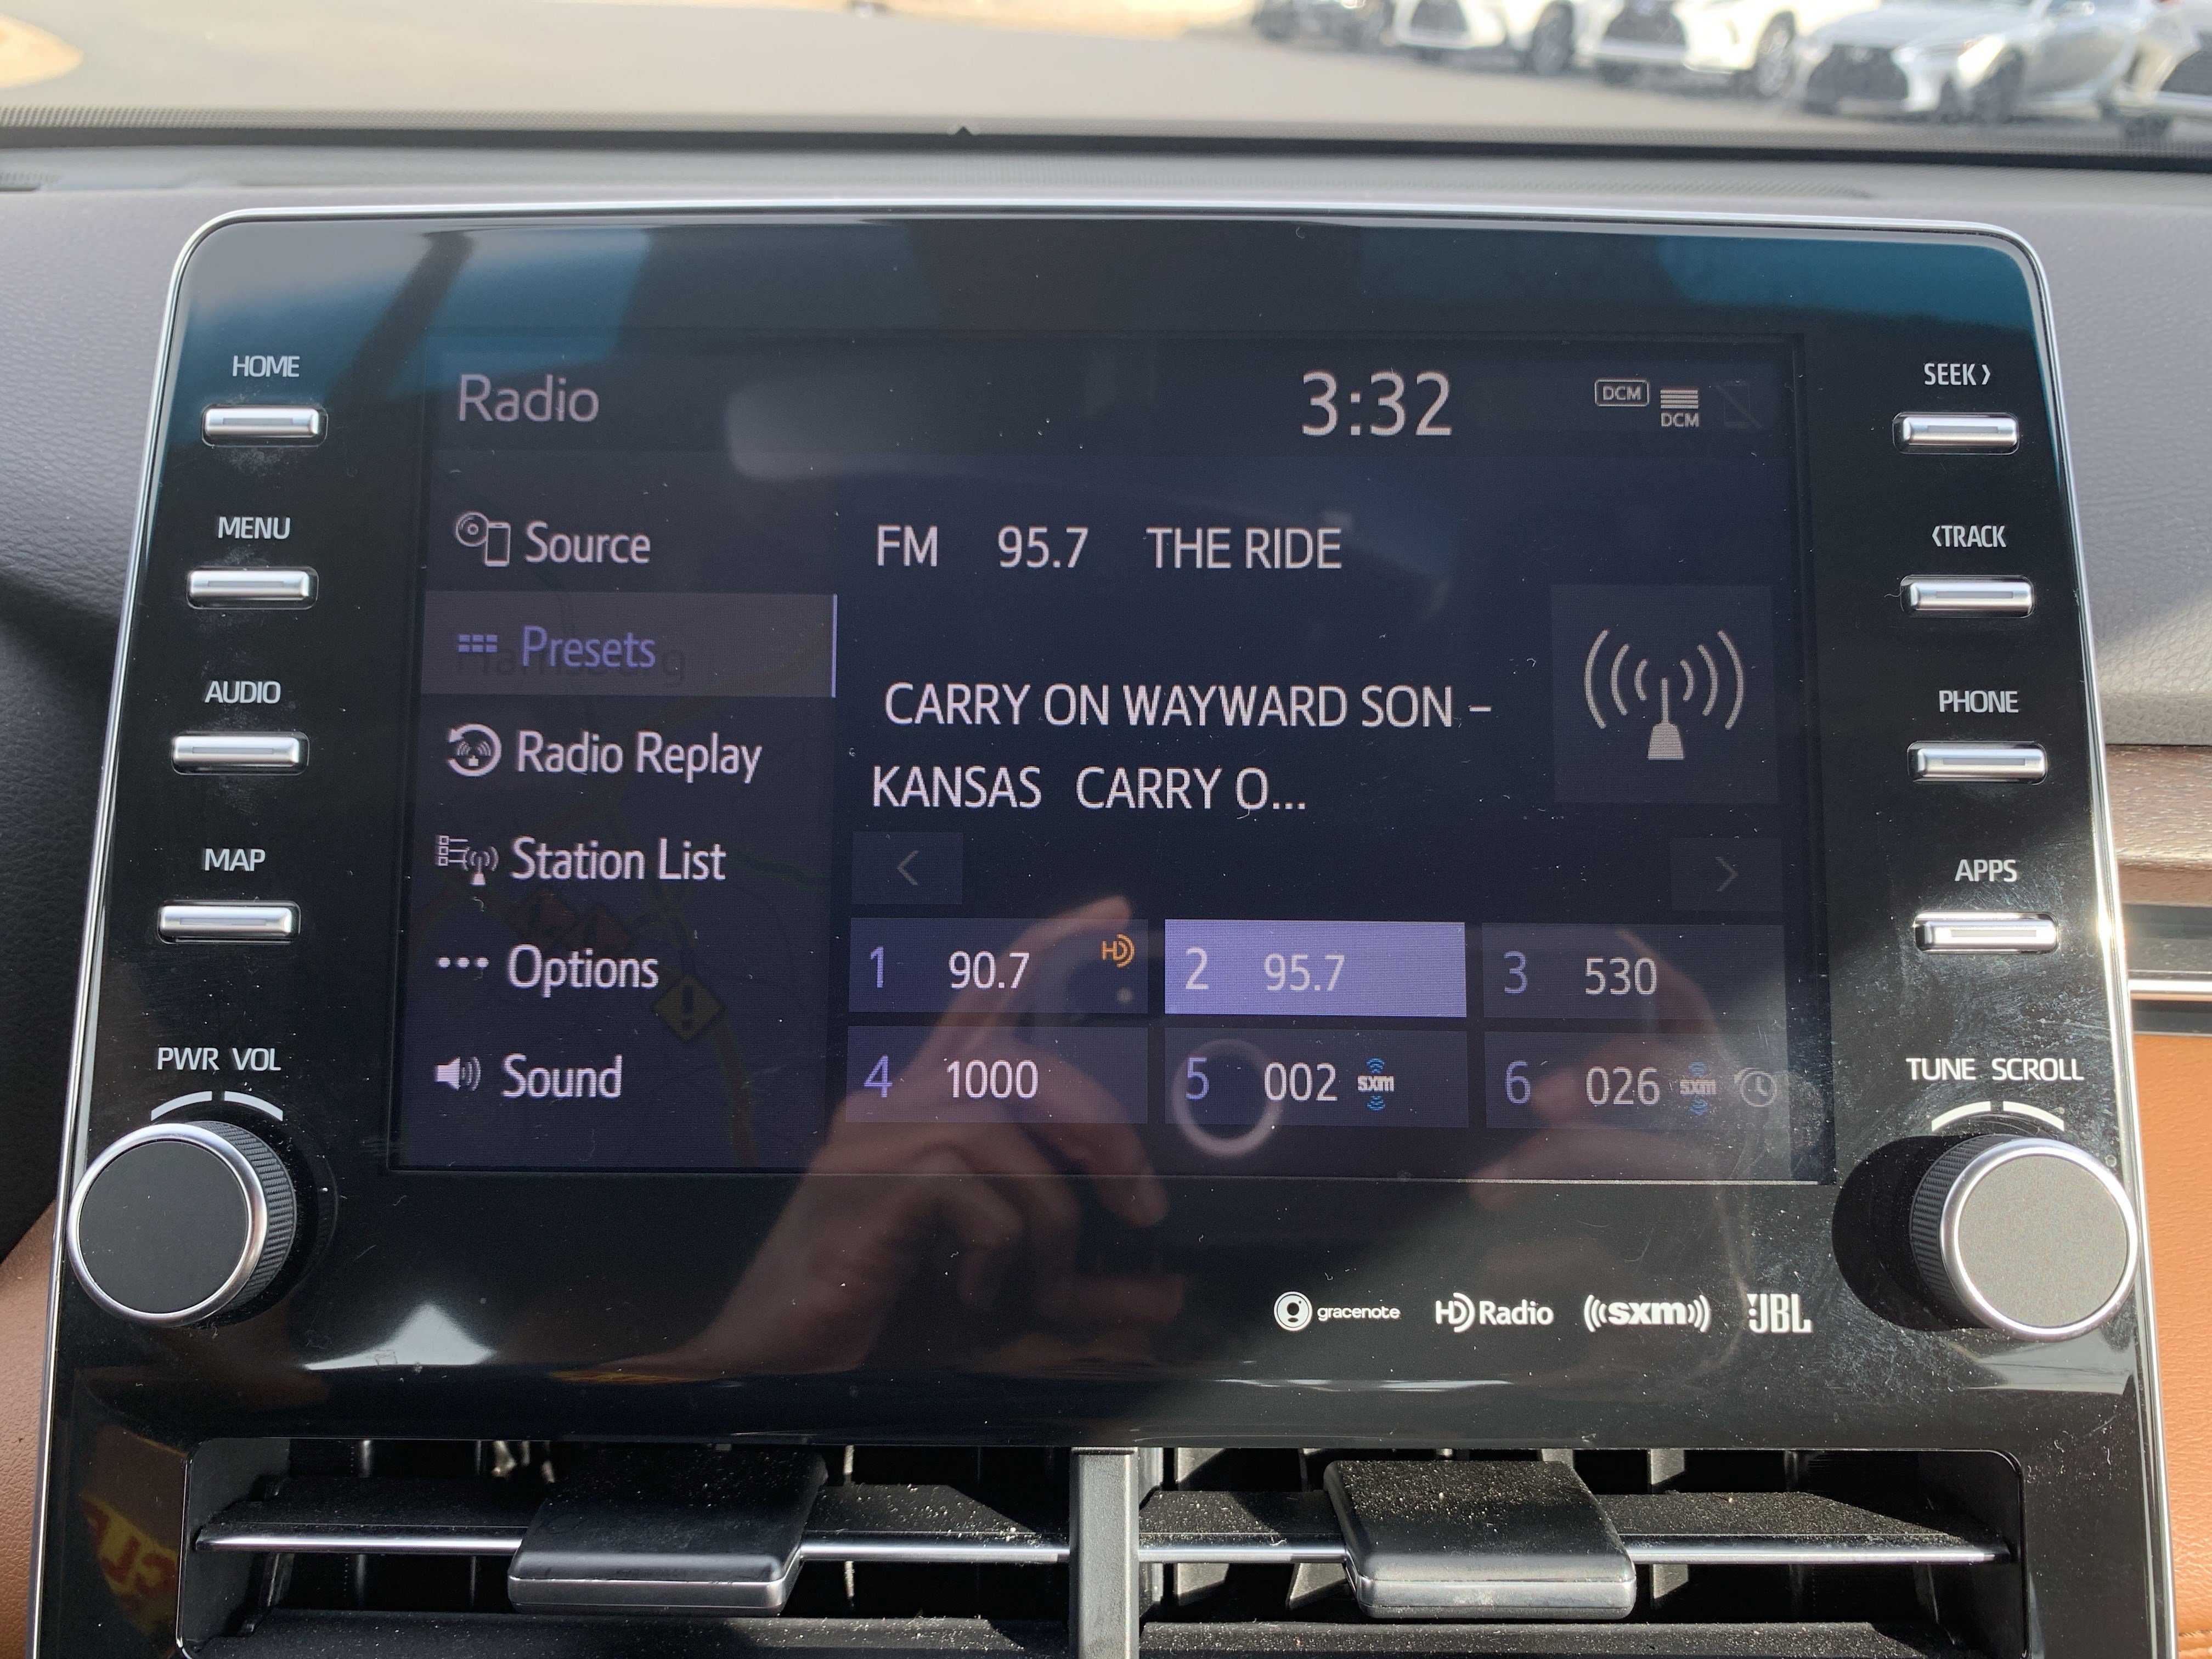 HOME
MENU
AUDIO
MAP
PWR VOL
Radio
3:32
DCM
DCM
Source
Presets
Radio Replay
Station List
Options
Sound
FM 95.7 THE RIDE
CARRY ON WAYWARD SON –
KANSAS CARRY O...
1 90.7 HD
2 95.7
3 530
4 1000
5 002 sxm
6 026 sxm
SEEK >
<TRACK
PHONE
APPS
TUNE SCROLL
gracenote
HD Radio
((sxm))
JBL